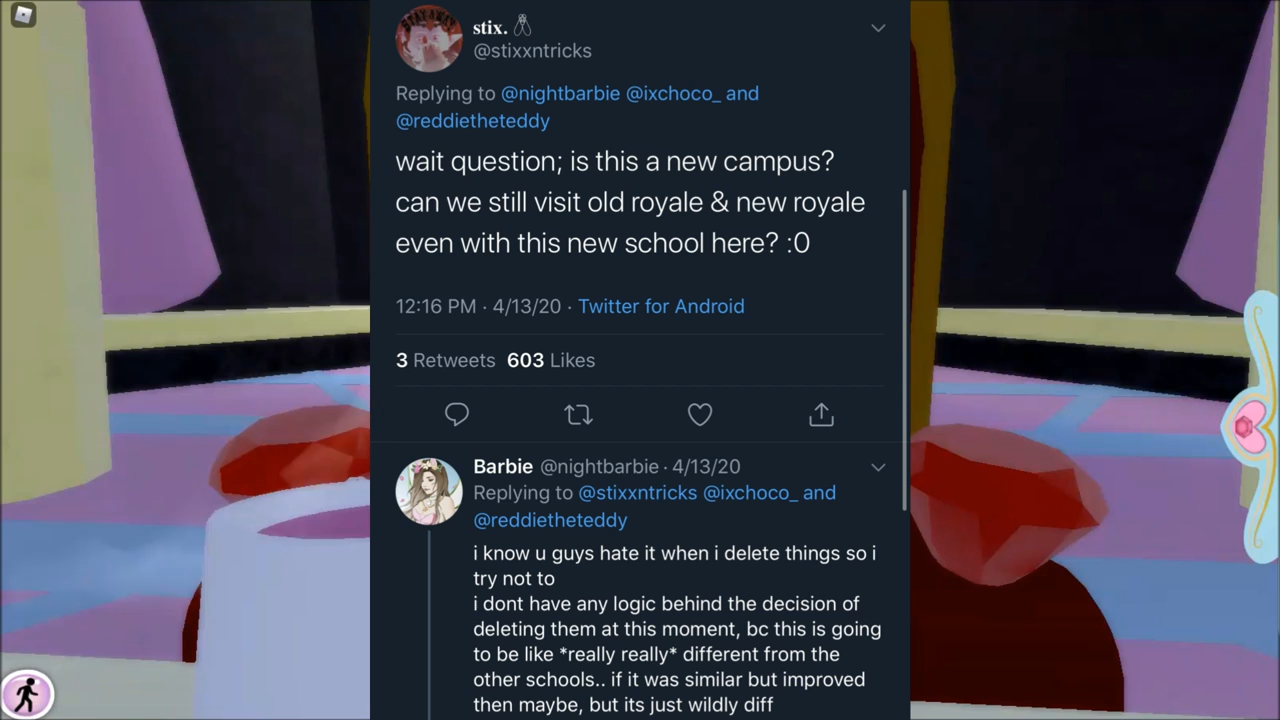 STAY AWAY
stix.
@stixxntricks
Replying to @nightbarbie @ixchoco_ and
@reddietheteddy
wait question; is this a new campus?
can we still visit old royale & new royale
even with this new school here? :0
12:16 PM · 4/13/20 · Twitter for Android
3 Retweets 603 Likes
Barbie @nightbarbie · 4/13/20
Replying to @stixxntricks @ixchoco_ and
@reddietheteddy
i know u guys hate it when i delete things so i
try not to
i dont have any logic behind the decision of
deleting them at this moment, bc this is going
to be like *really really* different from the
other schools.. if it was similar but improved
then maybe, but its just wildly diff